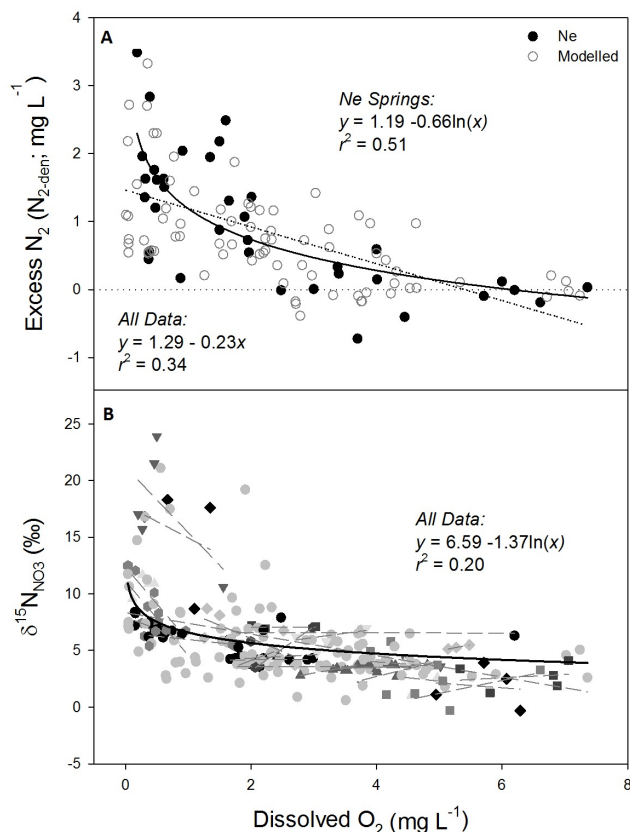 A
Ne
Modelled
Ne Springs:
y = 1.19 -0.66ln(x)
r² = 0.51
All Data:
y = 1.29 - 0.23x
r² = 0.34
Excess N₂ (N₂₋den; mg L⁻¹)
4
3
2
1
0
-1
B
All Data:
y = 6.59 -1.37ln(x)
r² = 0.20
δ¹⁵N_NO3 (‰)
25
20
15
10
5
0
-5
0 2 4 6 8
Dissolved O₂ (mg L⁻¹)